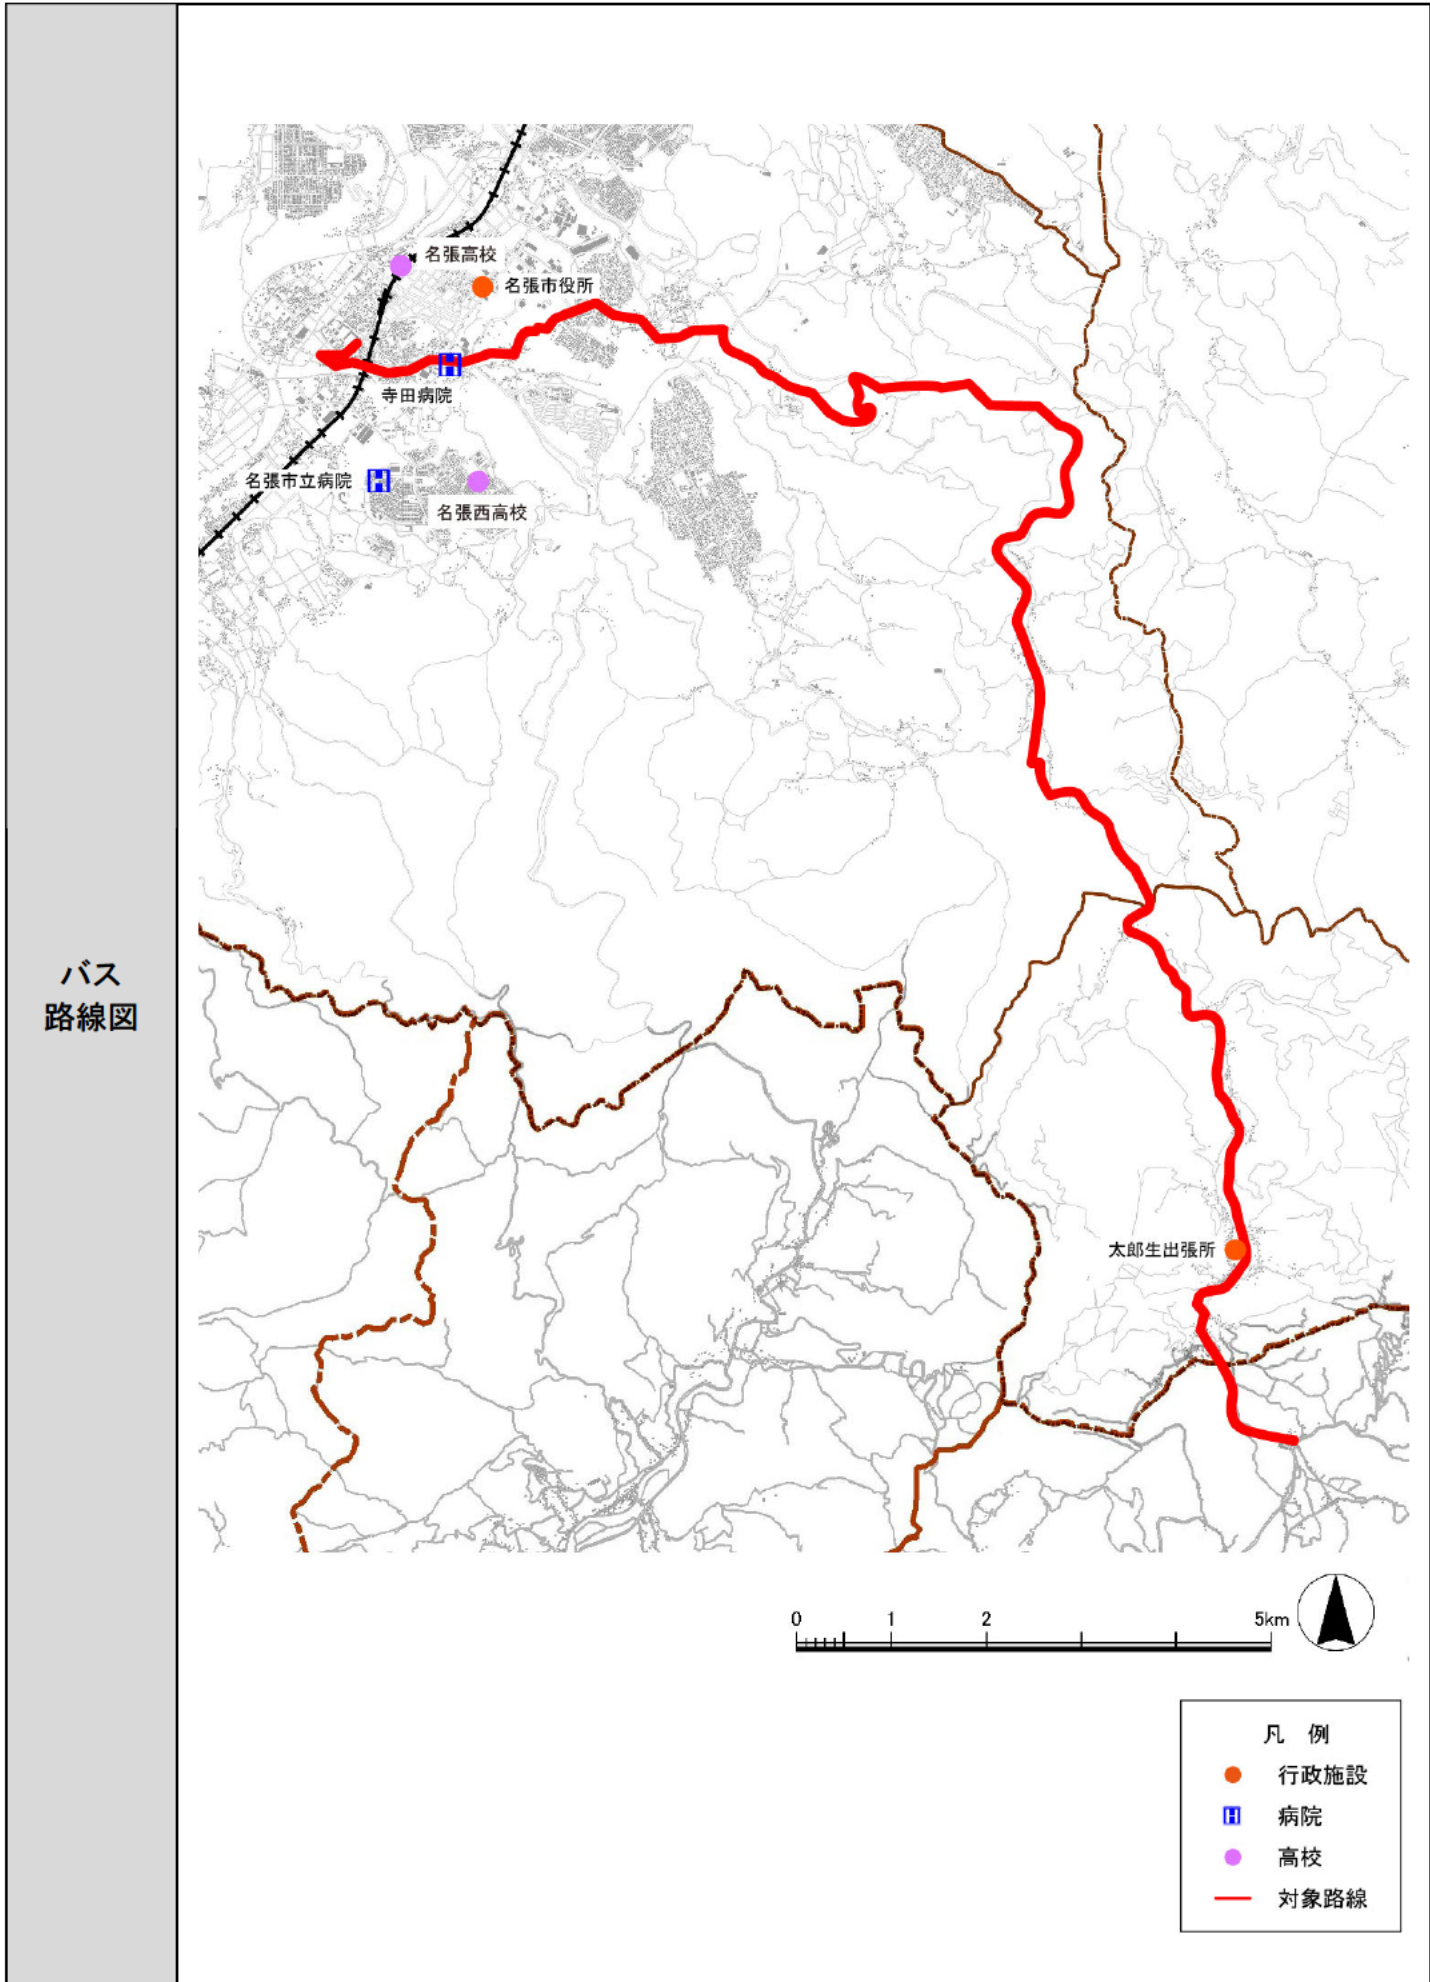 バス
路線図
名張高校
名張市役所
寺田病院
名張市立病院
名張西高校
太郎生出張所
0 1 2 5km
凡 例
行政施設
H 病院
高校
対象路線